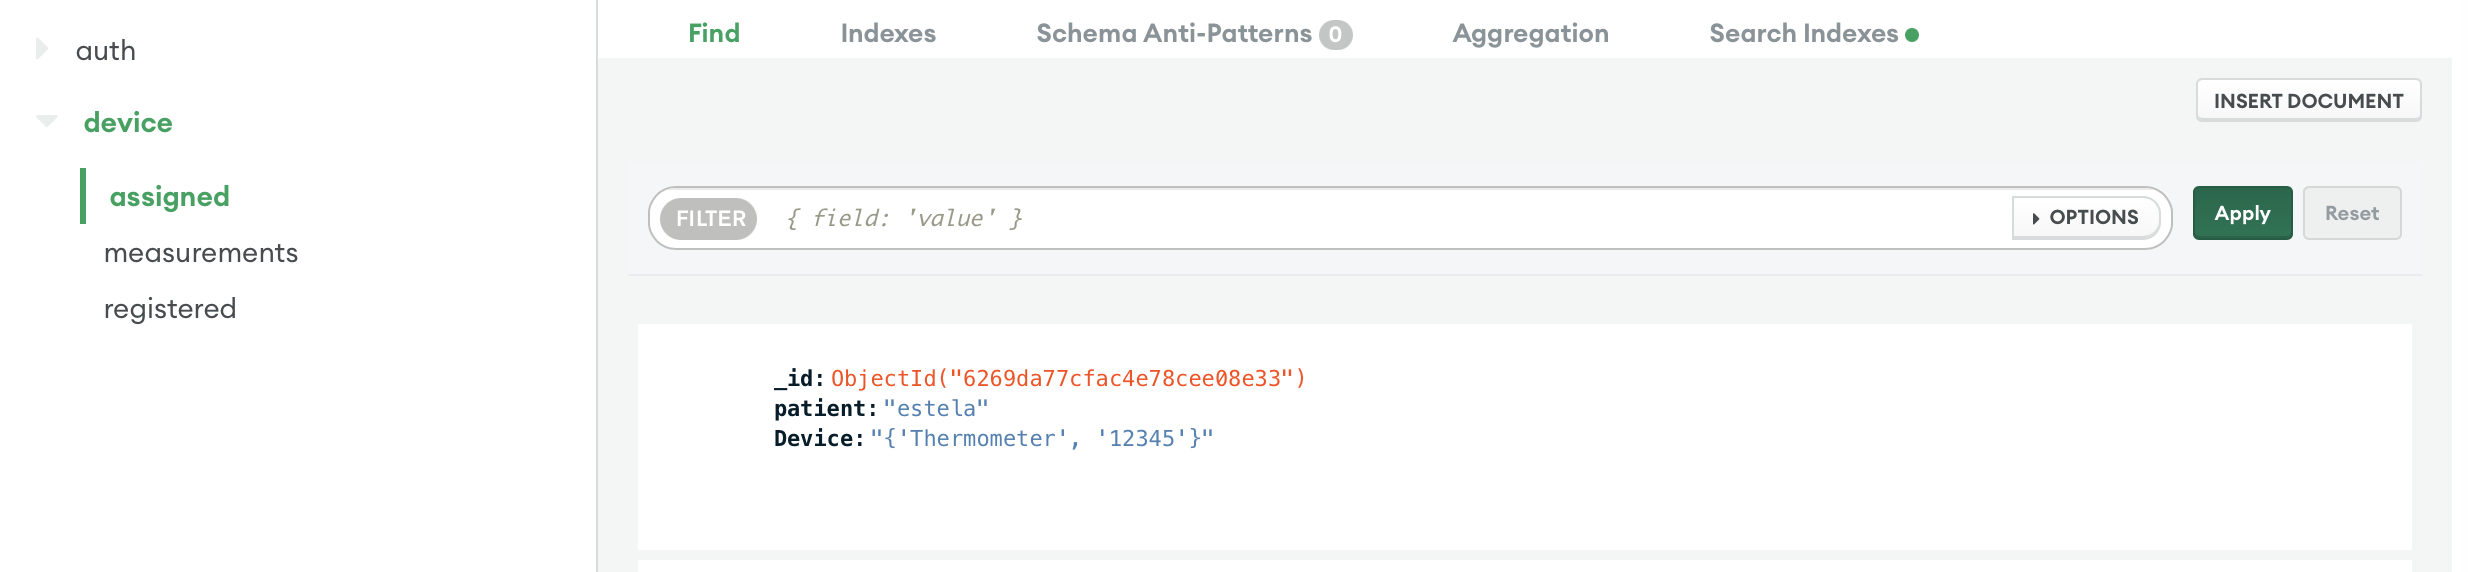 auth
device
assigned
measurements
registered
Find Indexes Schema Anti-Patterns 0 Aggregation Search Indexes
INSERT DOCUMENT
FILTER { field: 'value' } OPTIONS Apply Reset
_id: ObjectId("6269da77cfac4e78cee08e33")
patient: "estela"
Device: "{'Thermometer', '12345'}"